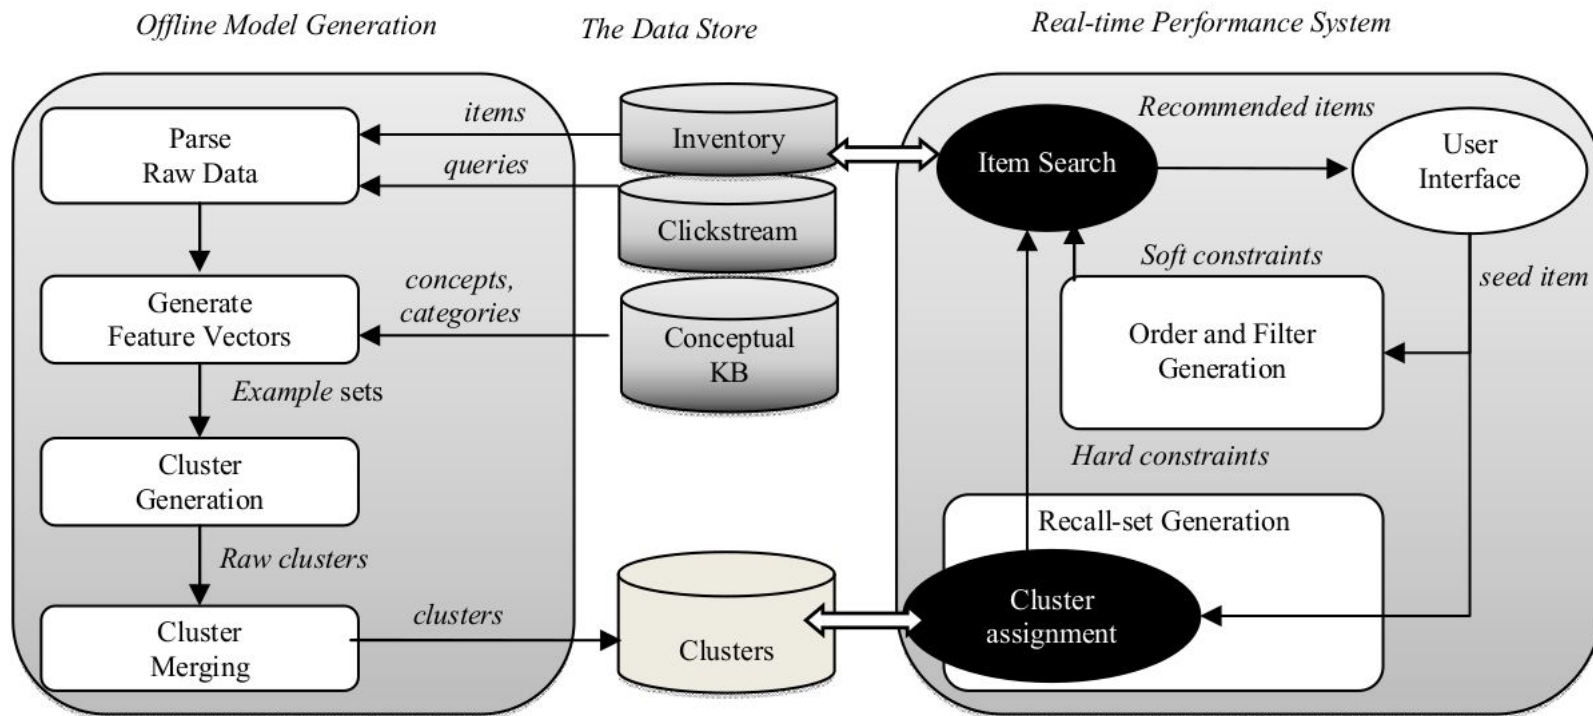 Offline Model Generation
The Data Store
Real-time Performance System
Parse
Raw Data
items
queries
Generate
Feature Vectors
concepts,
categories
Example sets
Cluster
Generation
Raw clusters
Cluster
Merging
clusters
Inventory
Clickstream
Conceptual
KB
Clusters
Item Search
Recommended items
User
Interface
Soft constraints
seed item
Order and Filter
Generation
Hard constraints
Recall-set Generation
Cluster
assignment